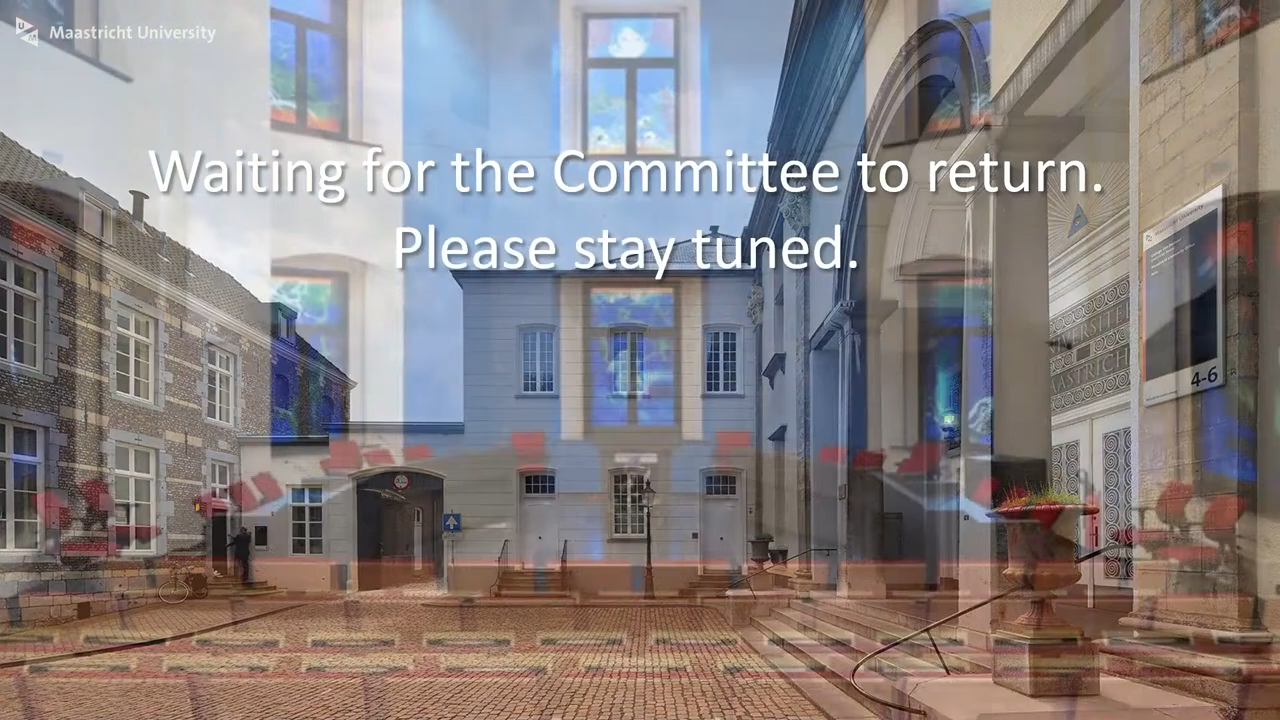 Maastricht University
Waiting for the Committee to return.
Please stay tuned.
4-6